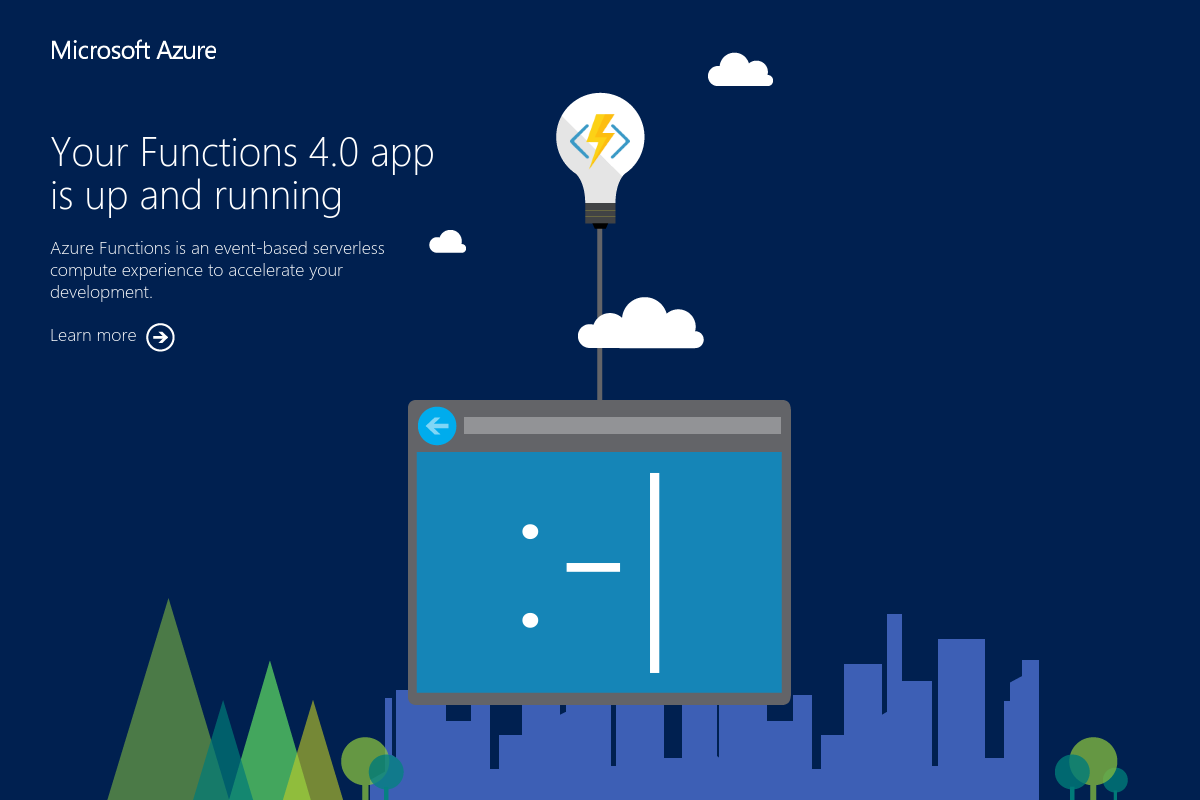 Microsoft Azure
Your Functions 4.0 app
is up and running
Azure Functions is an event-based serverless
compute experience to accelerate your
development.
Learn more
:-|